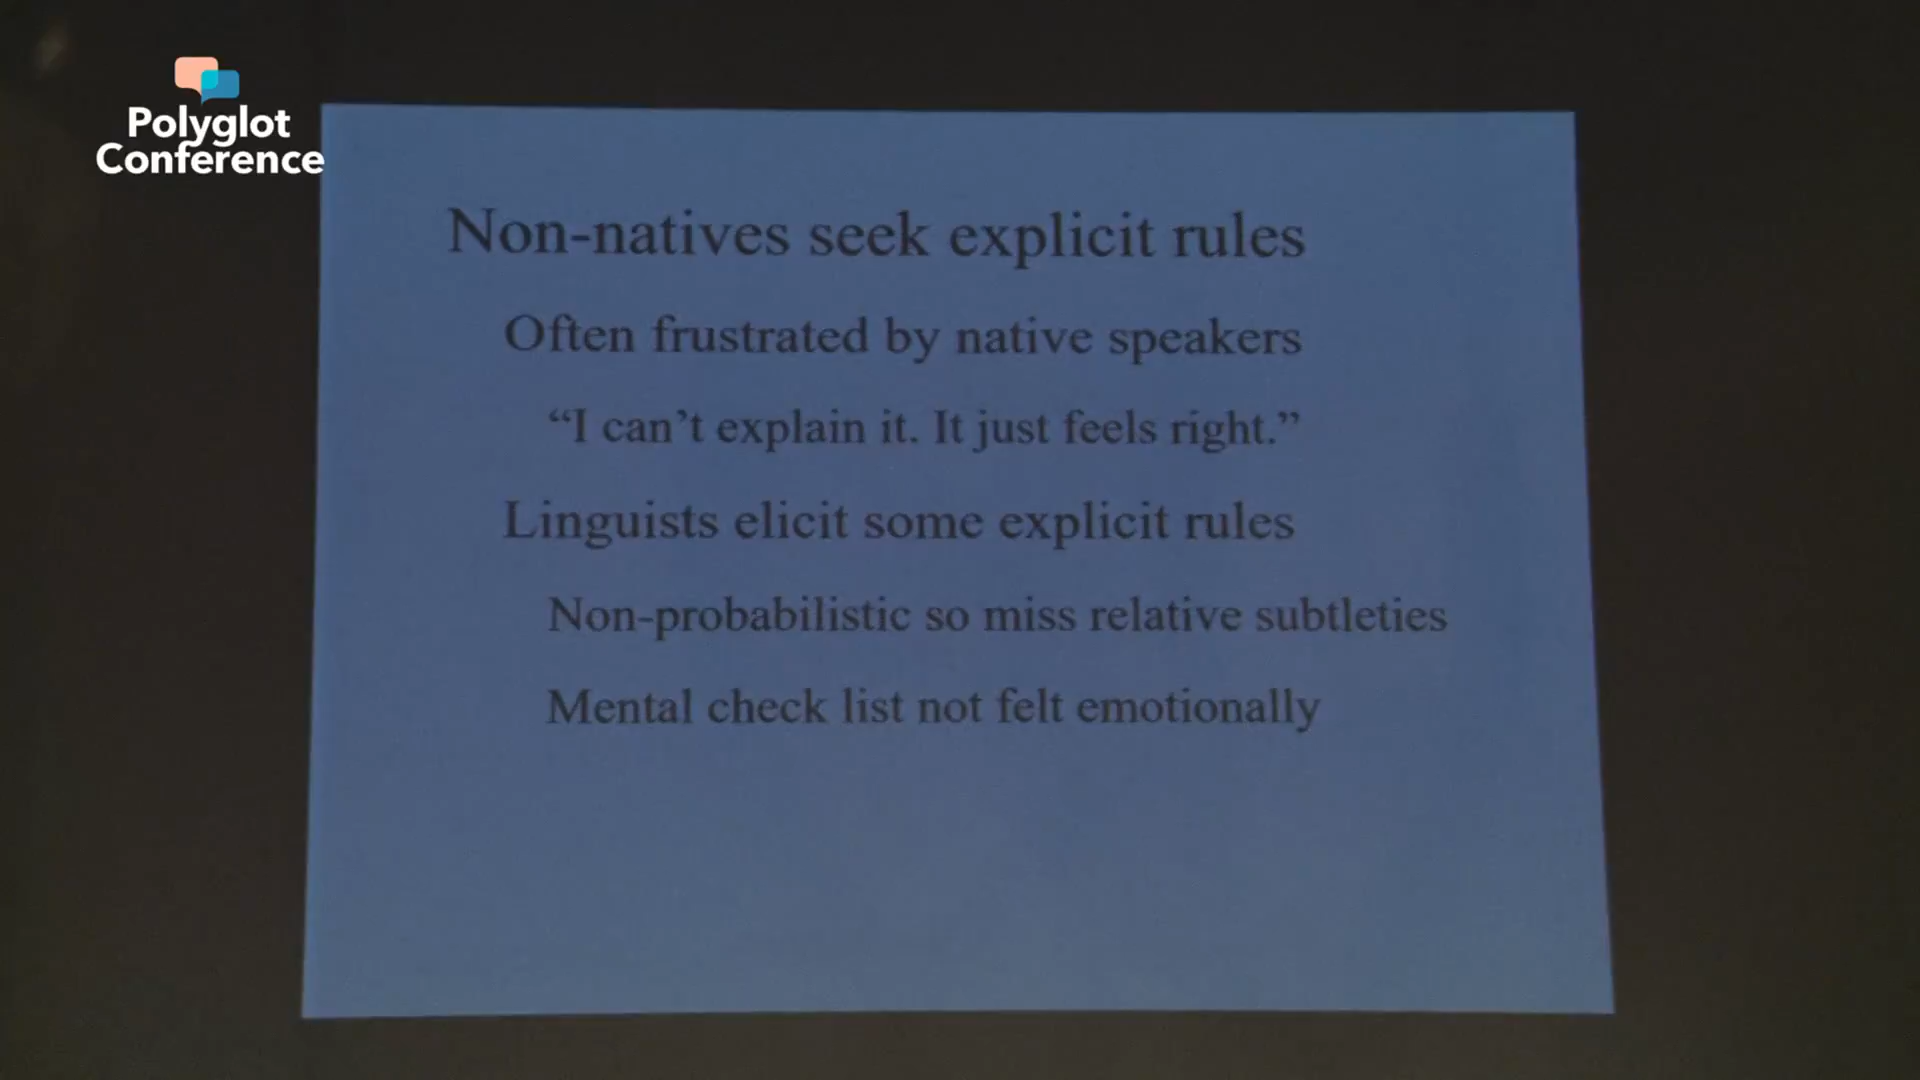 Polyglot
Conference
Non-natives seek explicit rules
Often frustrated by native speakers
“I can’t explain it. It just feels right.”
Linguists elicit some explicit rules
Non-probabilistic so miss relative subtleties
Mental check list not felt emotionally